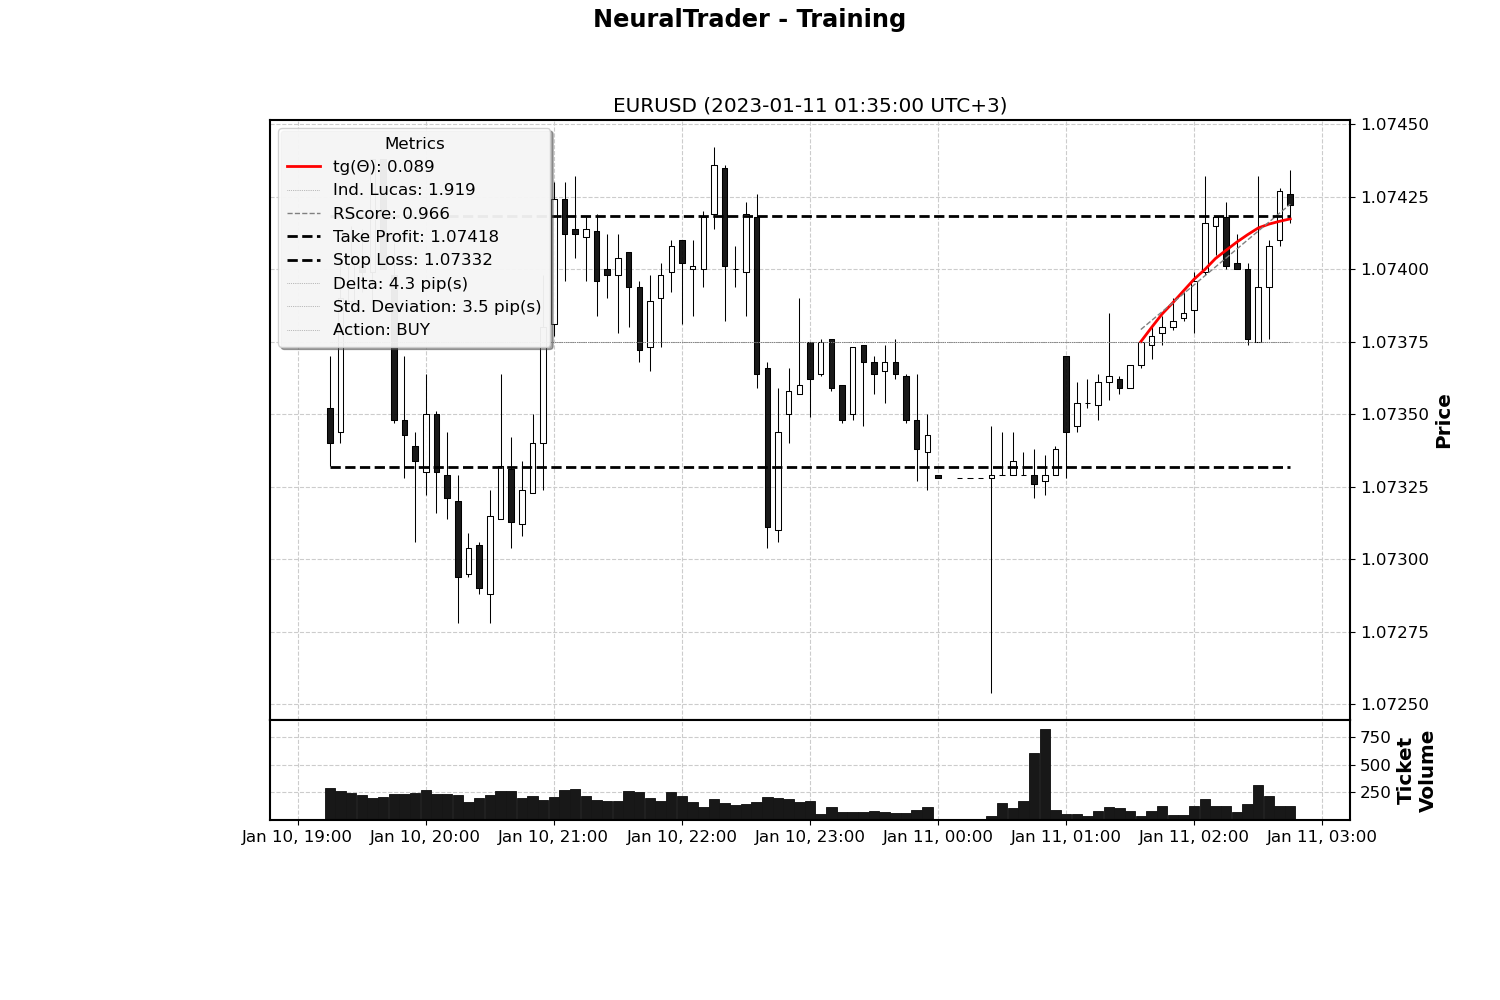 NeuralTrader - Training
EURUSD (2023-01-11 01:35:00 UTC+3)
Metrics
tg(Θ): 0.089
Ind. Lucas: 1.919
RScore: 0.966
Take Profit: 1.07418
Stop Loss: 1.07332
Delta: 4.3 pip(s)
Std. Deviation: 3.5 pip(s)
Action: BUY
1.07450
1.07425
1.07400
1.07375
1.07350
1.07325
1.07300
1.07275
1.07250
Price
750
500
250
Ticket
Volume
Jan 10, 19:00
Jan 10, 20:00
Jan 10, 21:00
Jan 10, 22:00
Jan 10, 23:00
Jan 11, 00:00
Jan 11, 01:00
Jan 11, 02:00
Jan 11, 03:00